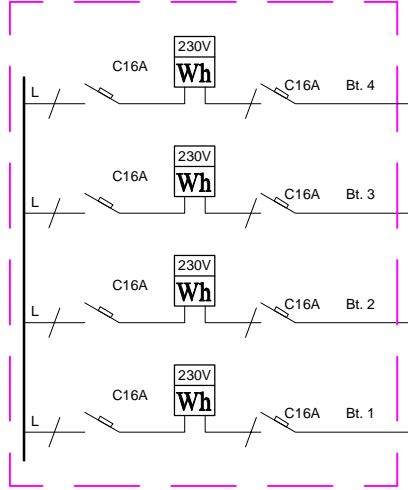 230V
C16A
Wh
L
C16A
Bt. 4
230V
C16A
Wh
L
C16A
Bt. 3
230V
C16A
Wh
L
C16A
Bt. 2
230V
C16A
Wh
L
C16A
Bt. 1